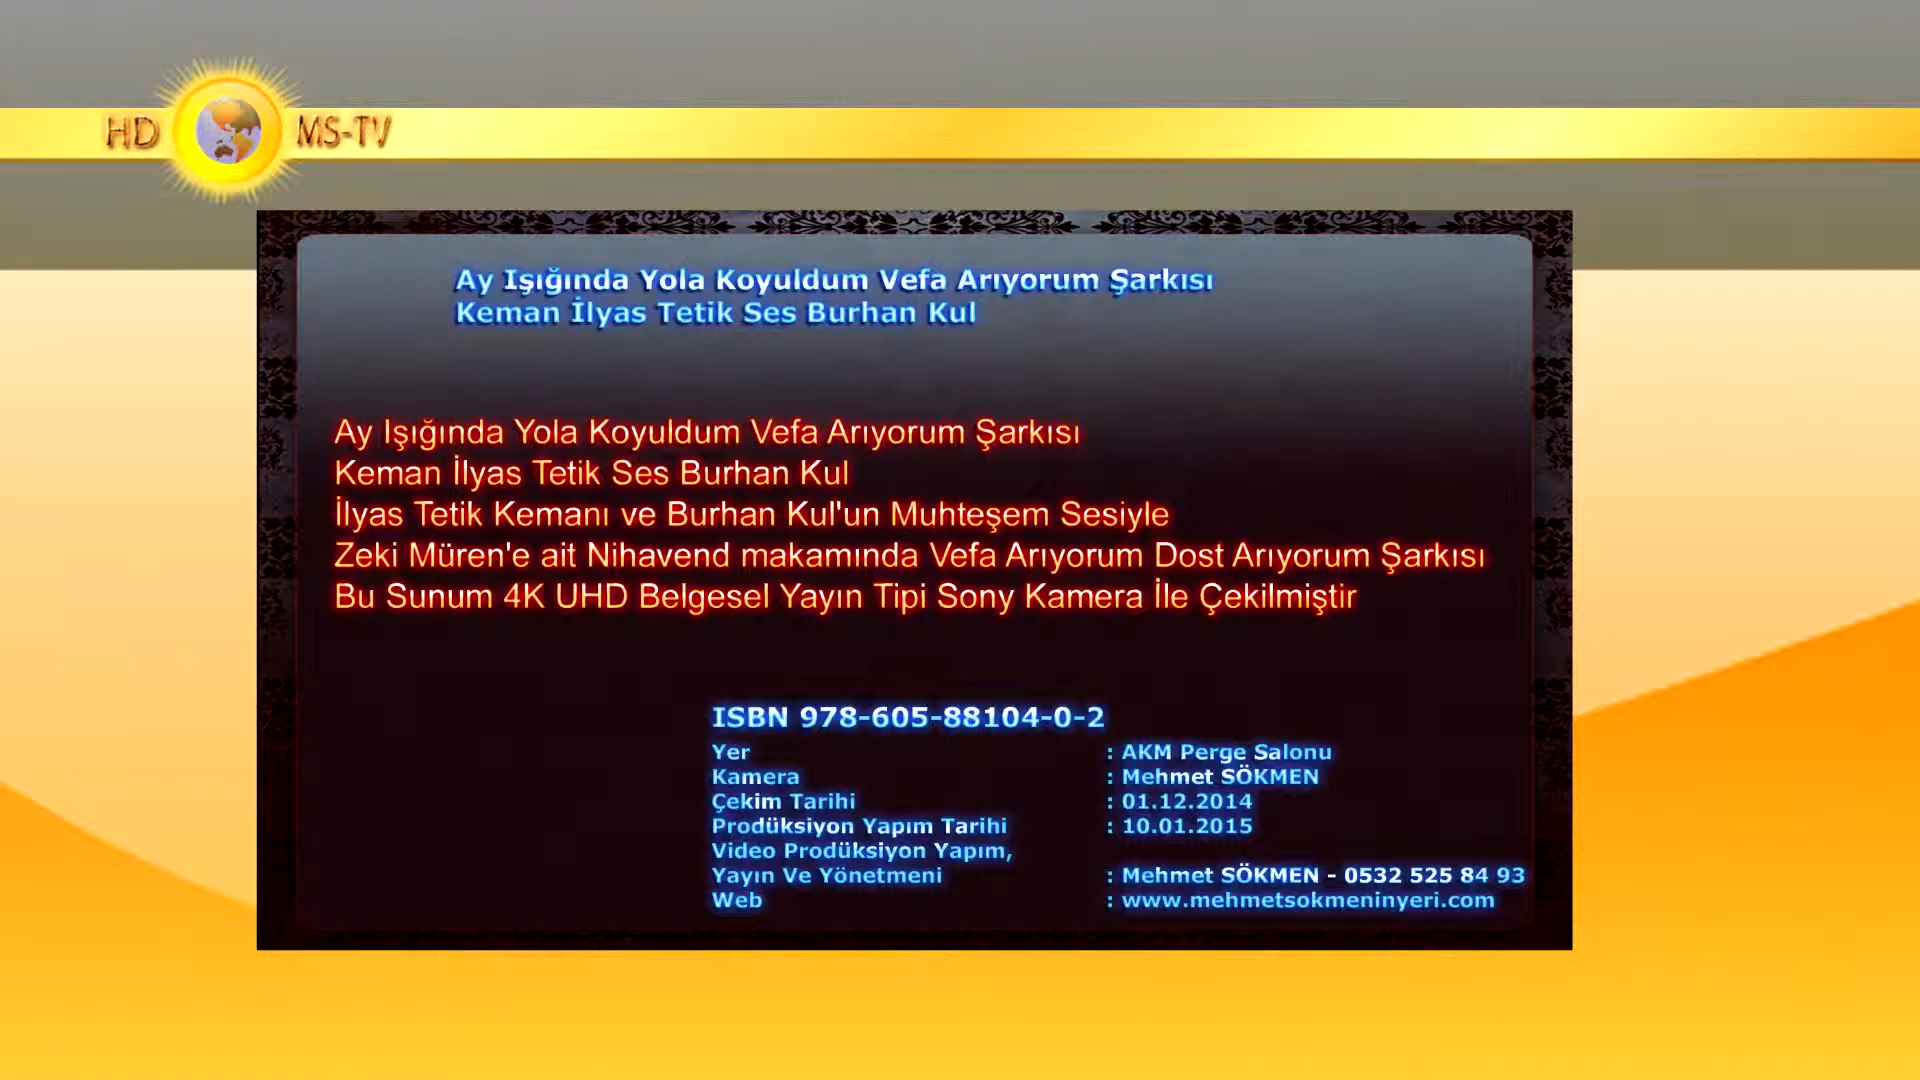 HD MS-TV
Ay Işığında Yola Koyuldum Vefa Arıyorum Şarkısı
Keman İlyas Tetik Ses Burhan Kul
Ay Işığında Yola Koyuldum Vefa Arıyorum Şarkısı
Keman İlyas Tetik Ses Burhan Kul
İlyas Tetik Kemanı ve Burhan Kul'un Muhteşem Sesiyle
Zeki Müren'e ait Nihavend makamında Vefa Arıyorum Dost Arıyorum Şarkısı
Bu Sunum 4K UHD Belgesel Yayın Tipi Sony Kamera İle Çekilmiştir
ISBN 978-605-88104-0-2
Yer : AKM Perge Salonu
Kamera : Mehmet SÖKMEN
Çekim Tarihi : 01.12.2014
Prodüksiyon Yapım Tarihi : 10.01.2015
Video Prodüksiyon Yapım,
Yayın Ve Yönetmeni : Mehmet SÖKMEN - 0532 525 84 93
Web : www.mehmetsokmeninyeri.com